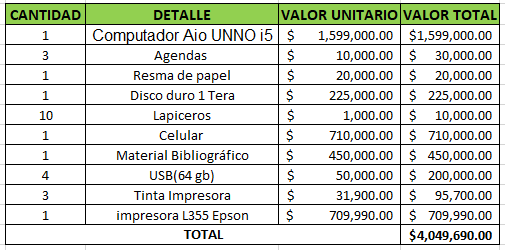 CANTIDAD DETALLE VALOR UNITARIO VALOR TOTAL
1 Computador Aio UNNO i5 $ 1,599,000.00 $1,599,000.00
3 Agendas $ 10,000.00 $ 30,000.00
1 Resma de papel $ 20,000.00 $ 20,000.00
1 Disco duro 1 Tera $ 225,000.00 $ 225,000.00
10 Lapiceros $ 1,000.00 $ 10,000.00
1 Celular $ 710,000.00 $ 710,000.00
1 Material Bibliográfico $ 450,000.00 $ 450,000.00
4 USB(64 gb) $ 50,000.00 $ 200,000.00
3 Tinta Impresora $ 31,900.00 $ 95,700.00
1 impresora L355 Epson $ 709,990.00 $ 709,990.00
TOTAL $4,049,690.00